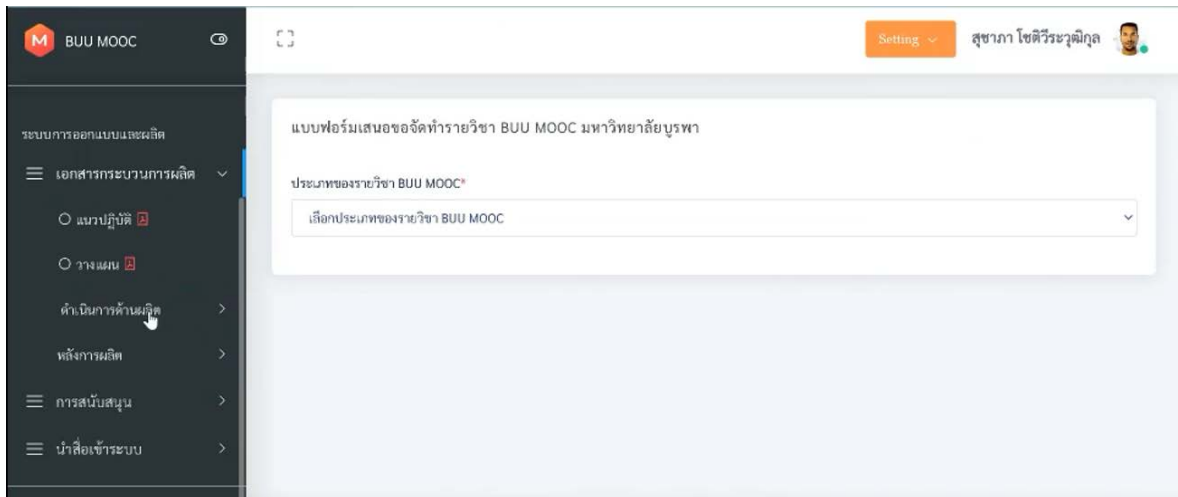 M BUU MOOC
Setting
สุชาภา โชติวีระวุฒิกุล
ระบบการออกแบบและผลิต
เอกสารกระบวนการผลิต
แนวปฏิบัติ
วางแผน
ดำเนินการด้านผลิต
หลังการผลิต
การสนับสนุน
นำสื่อเข้าระบบ
แบบฟอร์มเสนอขอจัดทำรายวิชา BUU MOOC มหาวิทยาลัยบูรพา
ประเภทของรายวิชา BUU MOOC*
เลือกประเภทของรายวิชา BUU MOOC